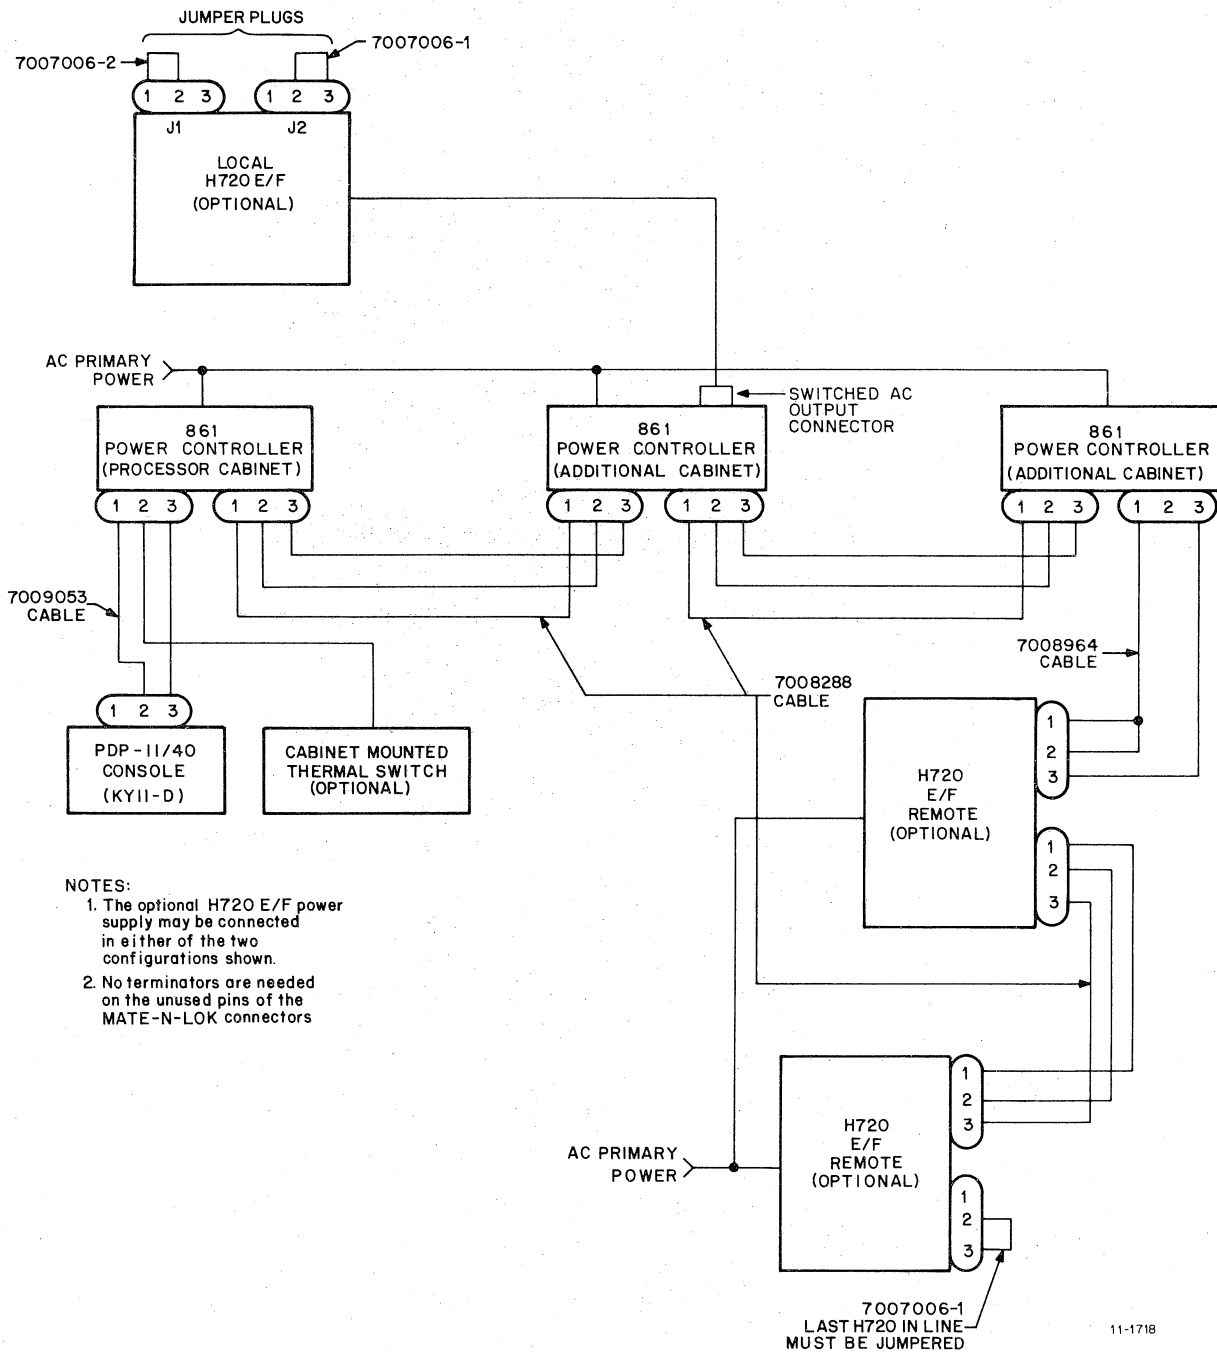 JUMPER PLUGS
7007006-2
7007006-1
1 2 3
1 2 3
J1
J2
LOCAL
H720 E/F
(OPTIONAL)
AC PRIMARY
POWER
SWITCHED AC
OUTPUT
CONNECTOR
861
POWER CONTROLLER
(PROCESSOR CABINET)
861
POWER CONTROLLER
(ADDITIONAL CABINET)
861
POWER CONTROLLER
(ADDITIONAL CABINET)
1 2 3
1 2 3
1 2 3
1 2 3
1 2 3
1 2 3
7009053
CABLE
7008288
CABLE
7008964
CABLE
1 2 3
PDP-11/40
CONSOLE
(KY11-D)
CABINET MOUNTED
THERMAL SWITCH
(OPTIONAL)
H720
E/F
REMOTE
(OPTIONAL)
1
2
3
1
2
3
NOTES:
1. The optional H720 E/F power
supply may be connected
in either of the two
configurations shown.
2. No terminators are needed
on the unused pins of the
MATE-N-LOK connectors
AC PRIMARY
POWER
H720
E/F
REMOTE
(OPTIONAL)
1
2
3
1
2
3
7007006-1
LAST H720 IN LINE
MUST BE JUMPERED
11-1718